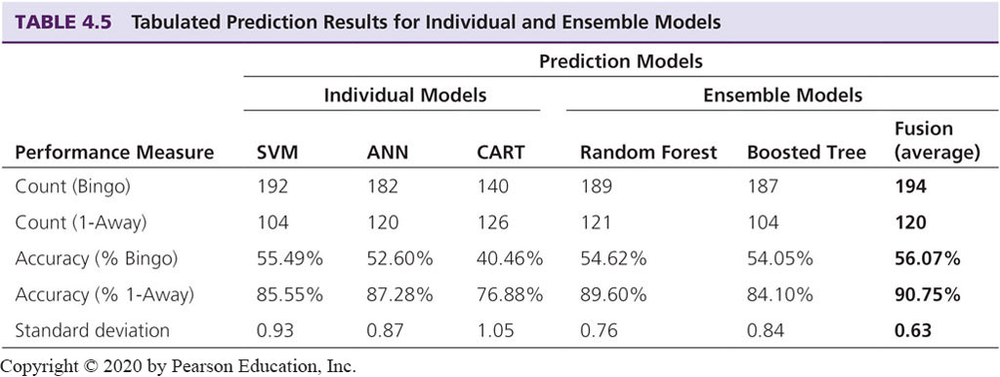 TABLE 4.5 Tabulated Prediction Results for Individual and Ensemble Models
Prediction Models
Individual Models Ensemble Models
Performance Measure SVM ANN CART Random Forest Boosted Tree Fusion (average)
Count (Bingo) 192 182 140 189 187 194
Count (1-Away) 104 120 126 121 104 120
Accuracy (% Bingo) 55.49% 52.60% 40.46% 54.62% 54.05% 56.07%
Accuracy (% 1-Away) 85.55% 87.28% 76.88% 89.60% 84.10% 90.75%
Standard deviation 0.93 0.87 1.05 0.76 0.84 0.63
Copyright © 2020 by Pearson Education, Inc.